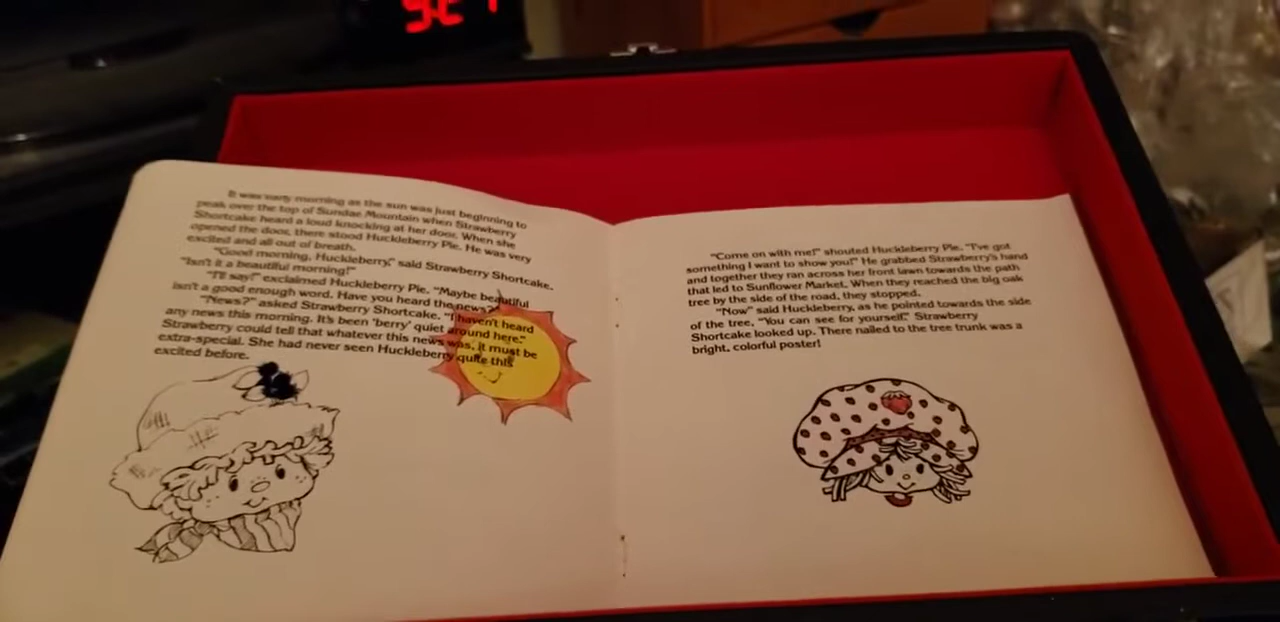 It was early morning as the sun was just beginning to
peak over the top of Sundae Mountain when Strawberry
Shortcake heard a loud knocking at her door. When she
opened the door, there stood Huckleberry Pie. He was very
excited and all out of breath.
"Good morning, Huckleberry," said Strawberry Shortcake.
"Isn't it a beautiful morning!"
"I'll say!" exclaimed Huckleberry Pie. "Maybe beautiful
isn't a good enough word. Have you heard the news?"
"News?" asked Strawberry Shortcake. "I haven't heard
any news this morning. It's been 'berry' quiet around here."
Strawberry could tell that whatever this news was, it must be
extra-special. She had never seen Huckleberry quite this
excited before.
"Come on with me!" shouted Huckleberry Pie. "I've got
something I want to show you!" He grabbed Strawberry's hand
and together they ran across her front lawn towards the path
that led to Sunflower Market. When they reached the big oak
tree by the side of the road, they stopped.
"Now" said Huckleberry, as he pointed towards the side
of the tree, "You can see for yourself." Strawberry
Shortcake looked up. There nailed to the tree trunk was a
bright, colorful poster!